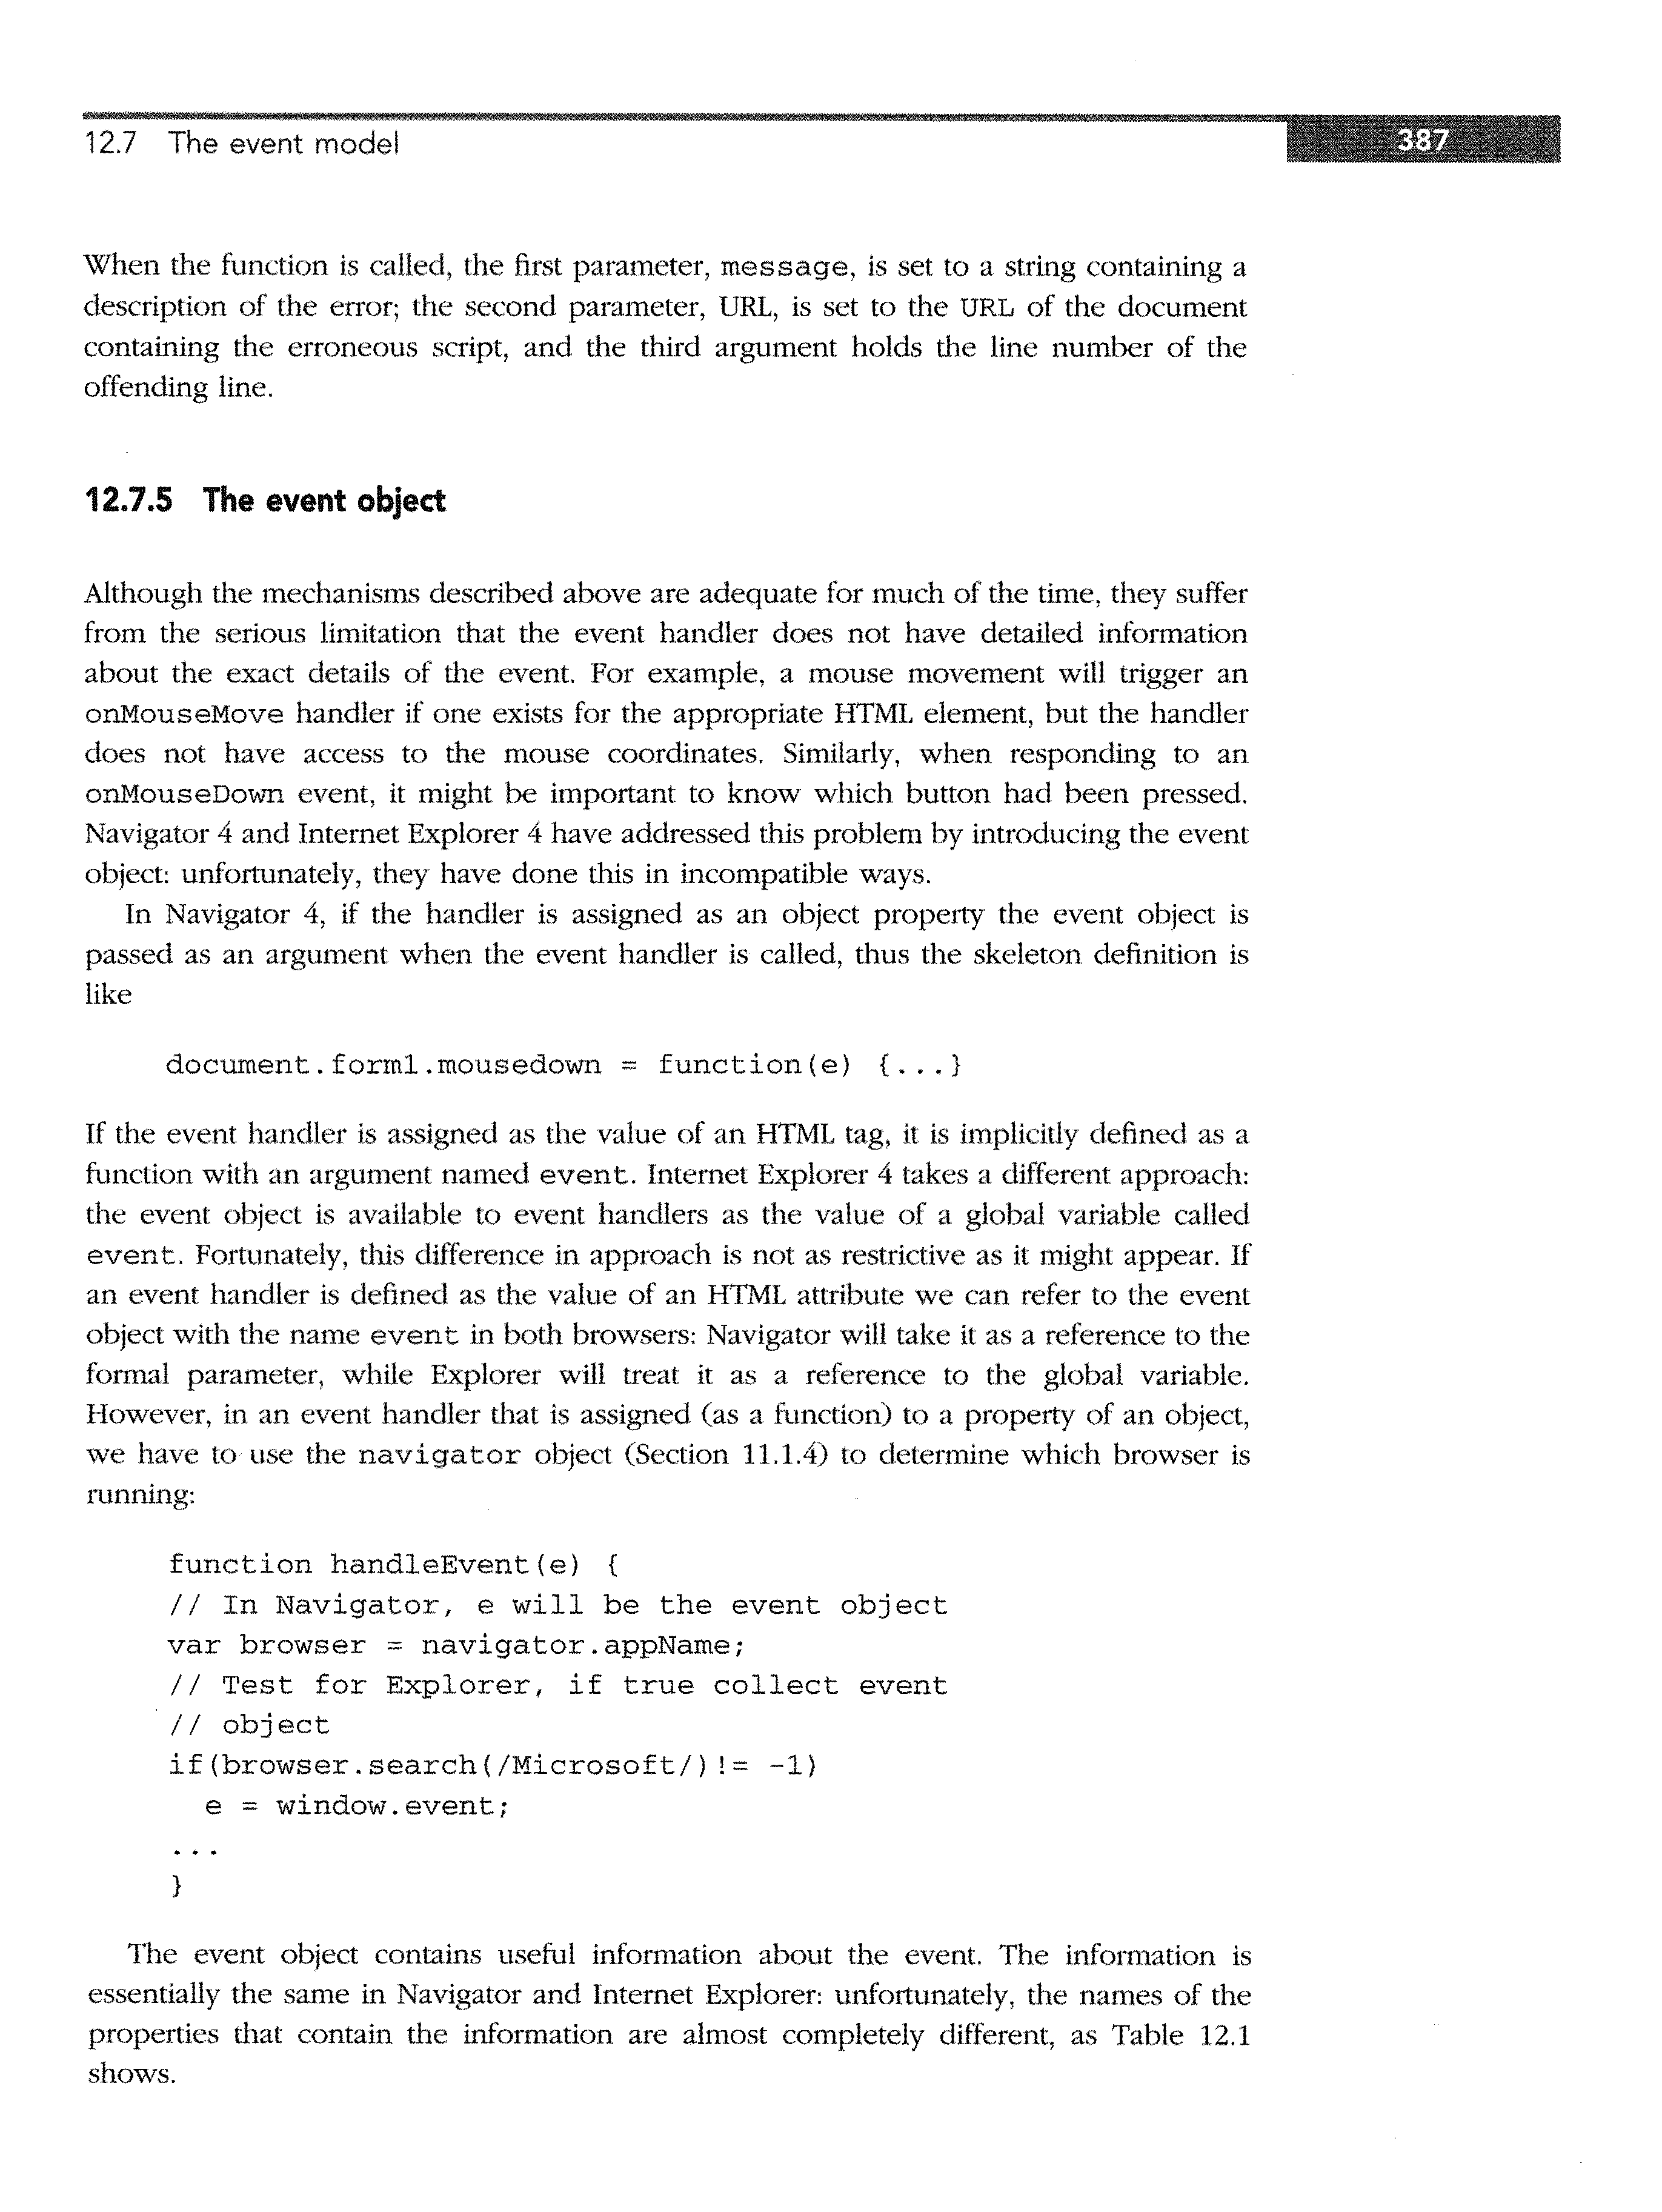 12.7 The event model 387
When the function is called, the first parameter, message, is set to a string containing a
description of the error; the second parameter, URL, is set to the URL of the document
containing the erroneous script, and the third argument holds the line number of the
offending line.
12.7.5 The event object
Although the mechanisms described above are adequate for much of the time, they suffer
from the serious limitation that the event handler does not have detailed information
about the exact details of the event. For example, a mouse movement will trigger an
onMouseMove handler if one exists for the appropriate HTML element, but the handler
does not have access to the mouse coordinates. Similarly, when responding to an
onMouseDown event, it might be important to know which button had been pressed.
Navigator 4 and Internet Explorer 4 have addressed this problem by introducing the event
object: unfortunately, they have done this in incompatible ways.
In Navigator 4, if the handler is assigned as an object property the event object is
passed as an argument when the event handler is called, thus the skeleton definition is
like
document.form1.mousedown = function(e) {...}
If the event handler is assigned as the value of an HTML tag, it is implicitly defined as a
function with an argument named event. Internet Explorer 4 takes a different approach:
the event object is available to event handlers as the value of a global variable called
event. Fortunately, this difference in approach is not as restrictive as it might appear. If
an event handler is defined as the value of an HTML attribute we can refer to the event
object with the name event in both browsers: Navigator will take it as a reference to the
formal parameter, while Explorer will treat it as a reference to the global variable.
However, in an event handler that is assigned (as a function) to a property of an object,
we have to use the navigator object (Section 11.1.4) to determine which browser is
running:
function handleEvent(e) {
// In Navigator, e will be the event object
var browser = navigator.appName;
// Test for Explorer, if true collect event
// object
if(browser.search(/Microsoft/)!= -1)
e = window.event;
...
}
The event object contains useful information about the event. The information is
essentially the same in Navigator and Internet Explorer: unfortunately, the names of the
properties that contain the information are almost completely different, as Table 12.1
shows.